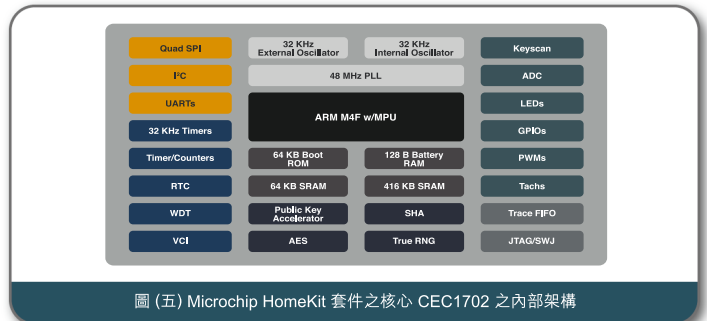 Quad SPI
I²C
UARTs
32 KHz Timers
Timer/Counters
RTC
WDT
VCI
32 KHz
External Oscillator
32 KHz
Internal Oscillator
48 MHz PLL
ARM M4F w/MPU
64 KB Boot
ROM
128 B Battery
RAM
64 KB SRAM
416 KB SRAM
Public Key
Accelerator
SHA
AES
True RNG
Keyscan
ADC
LEDs
GPIOs
PWMs
Tachs
Trace FIFO
JTAG/SWJ
圖 (五) Microchip HomeKit 套件之核心 CEC1702 之內部架構